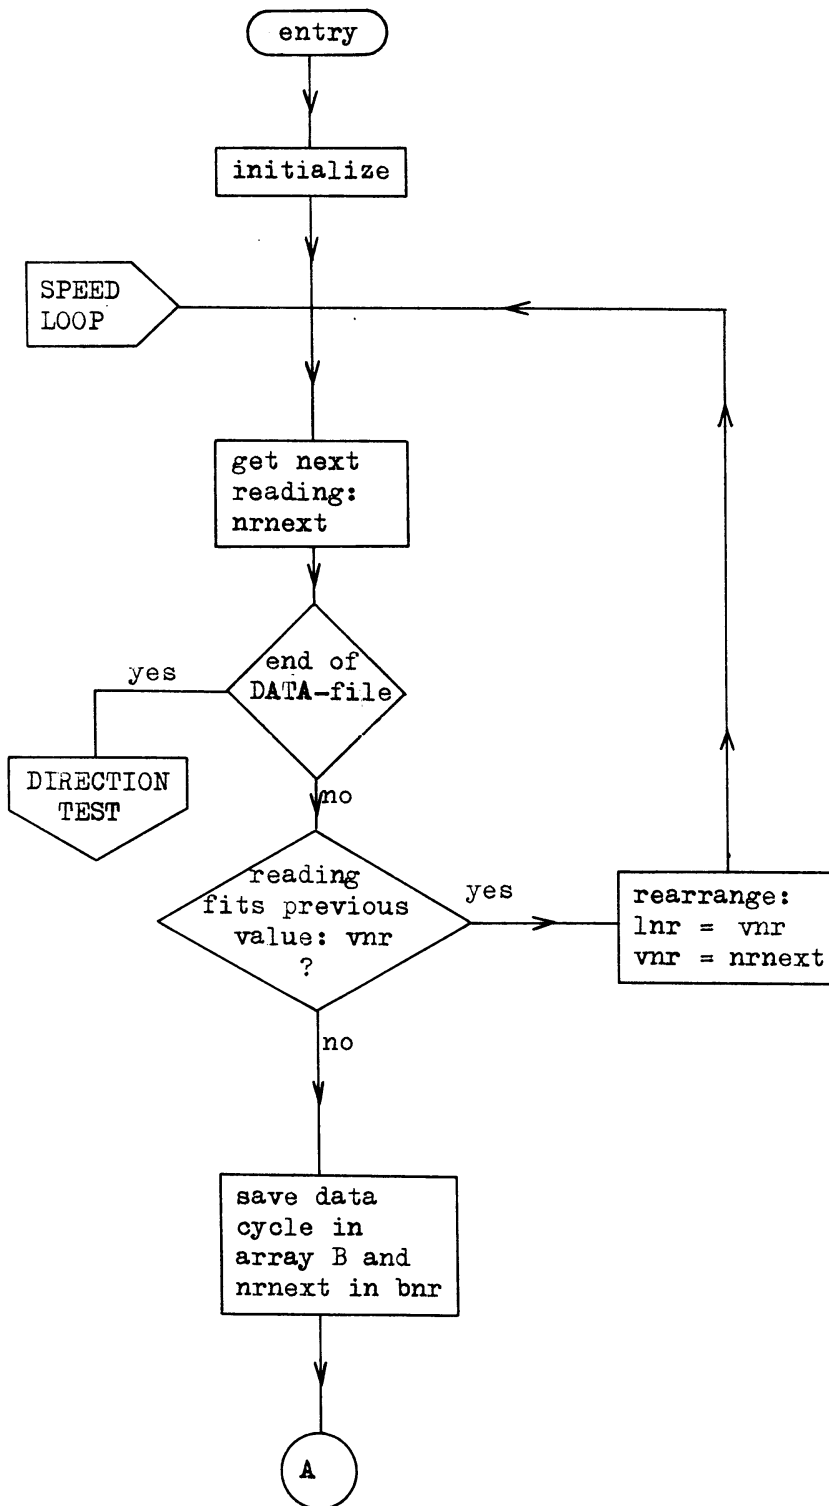 entry
initialize
SPEED
LOOP
get next
reading:
nrnext
end of
DATA-file
yes
DIRECTION
TEST
no
reading
fits previous
value: vnr
?
yes
rearrange:
lnr = vnr
vnr = nrnext
no
save data
cycle in
array B and
nrnext in bnr
A